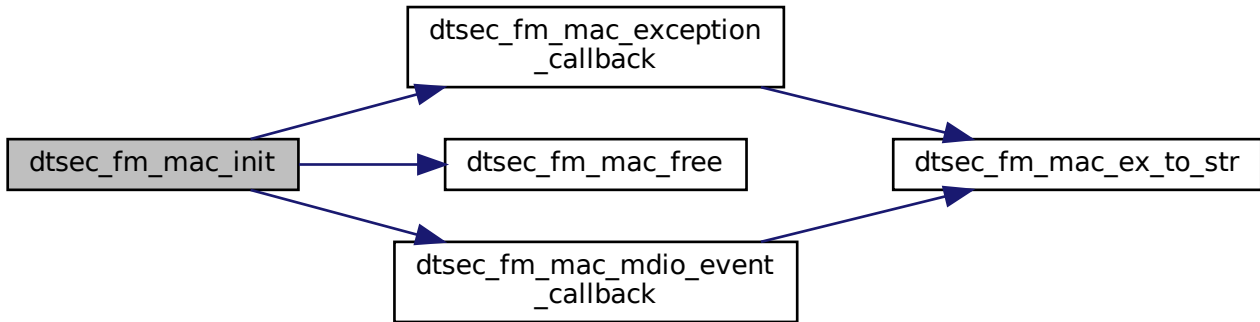 dtsec_fm_mac_exception
_callback
dtsec_fm_mac_init
dtsec_fm_mac_free
dtsec_fm_mac_ex_to_str
dtsec_fm_mac_mdio_event
_callback